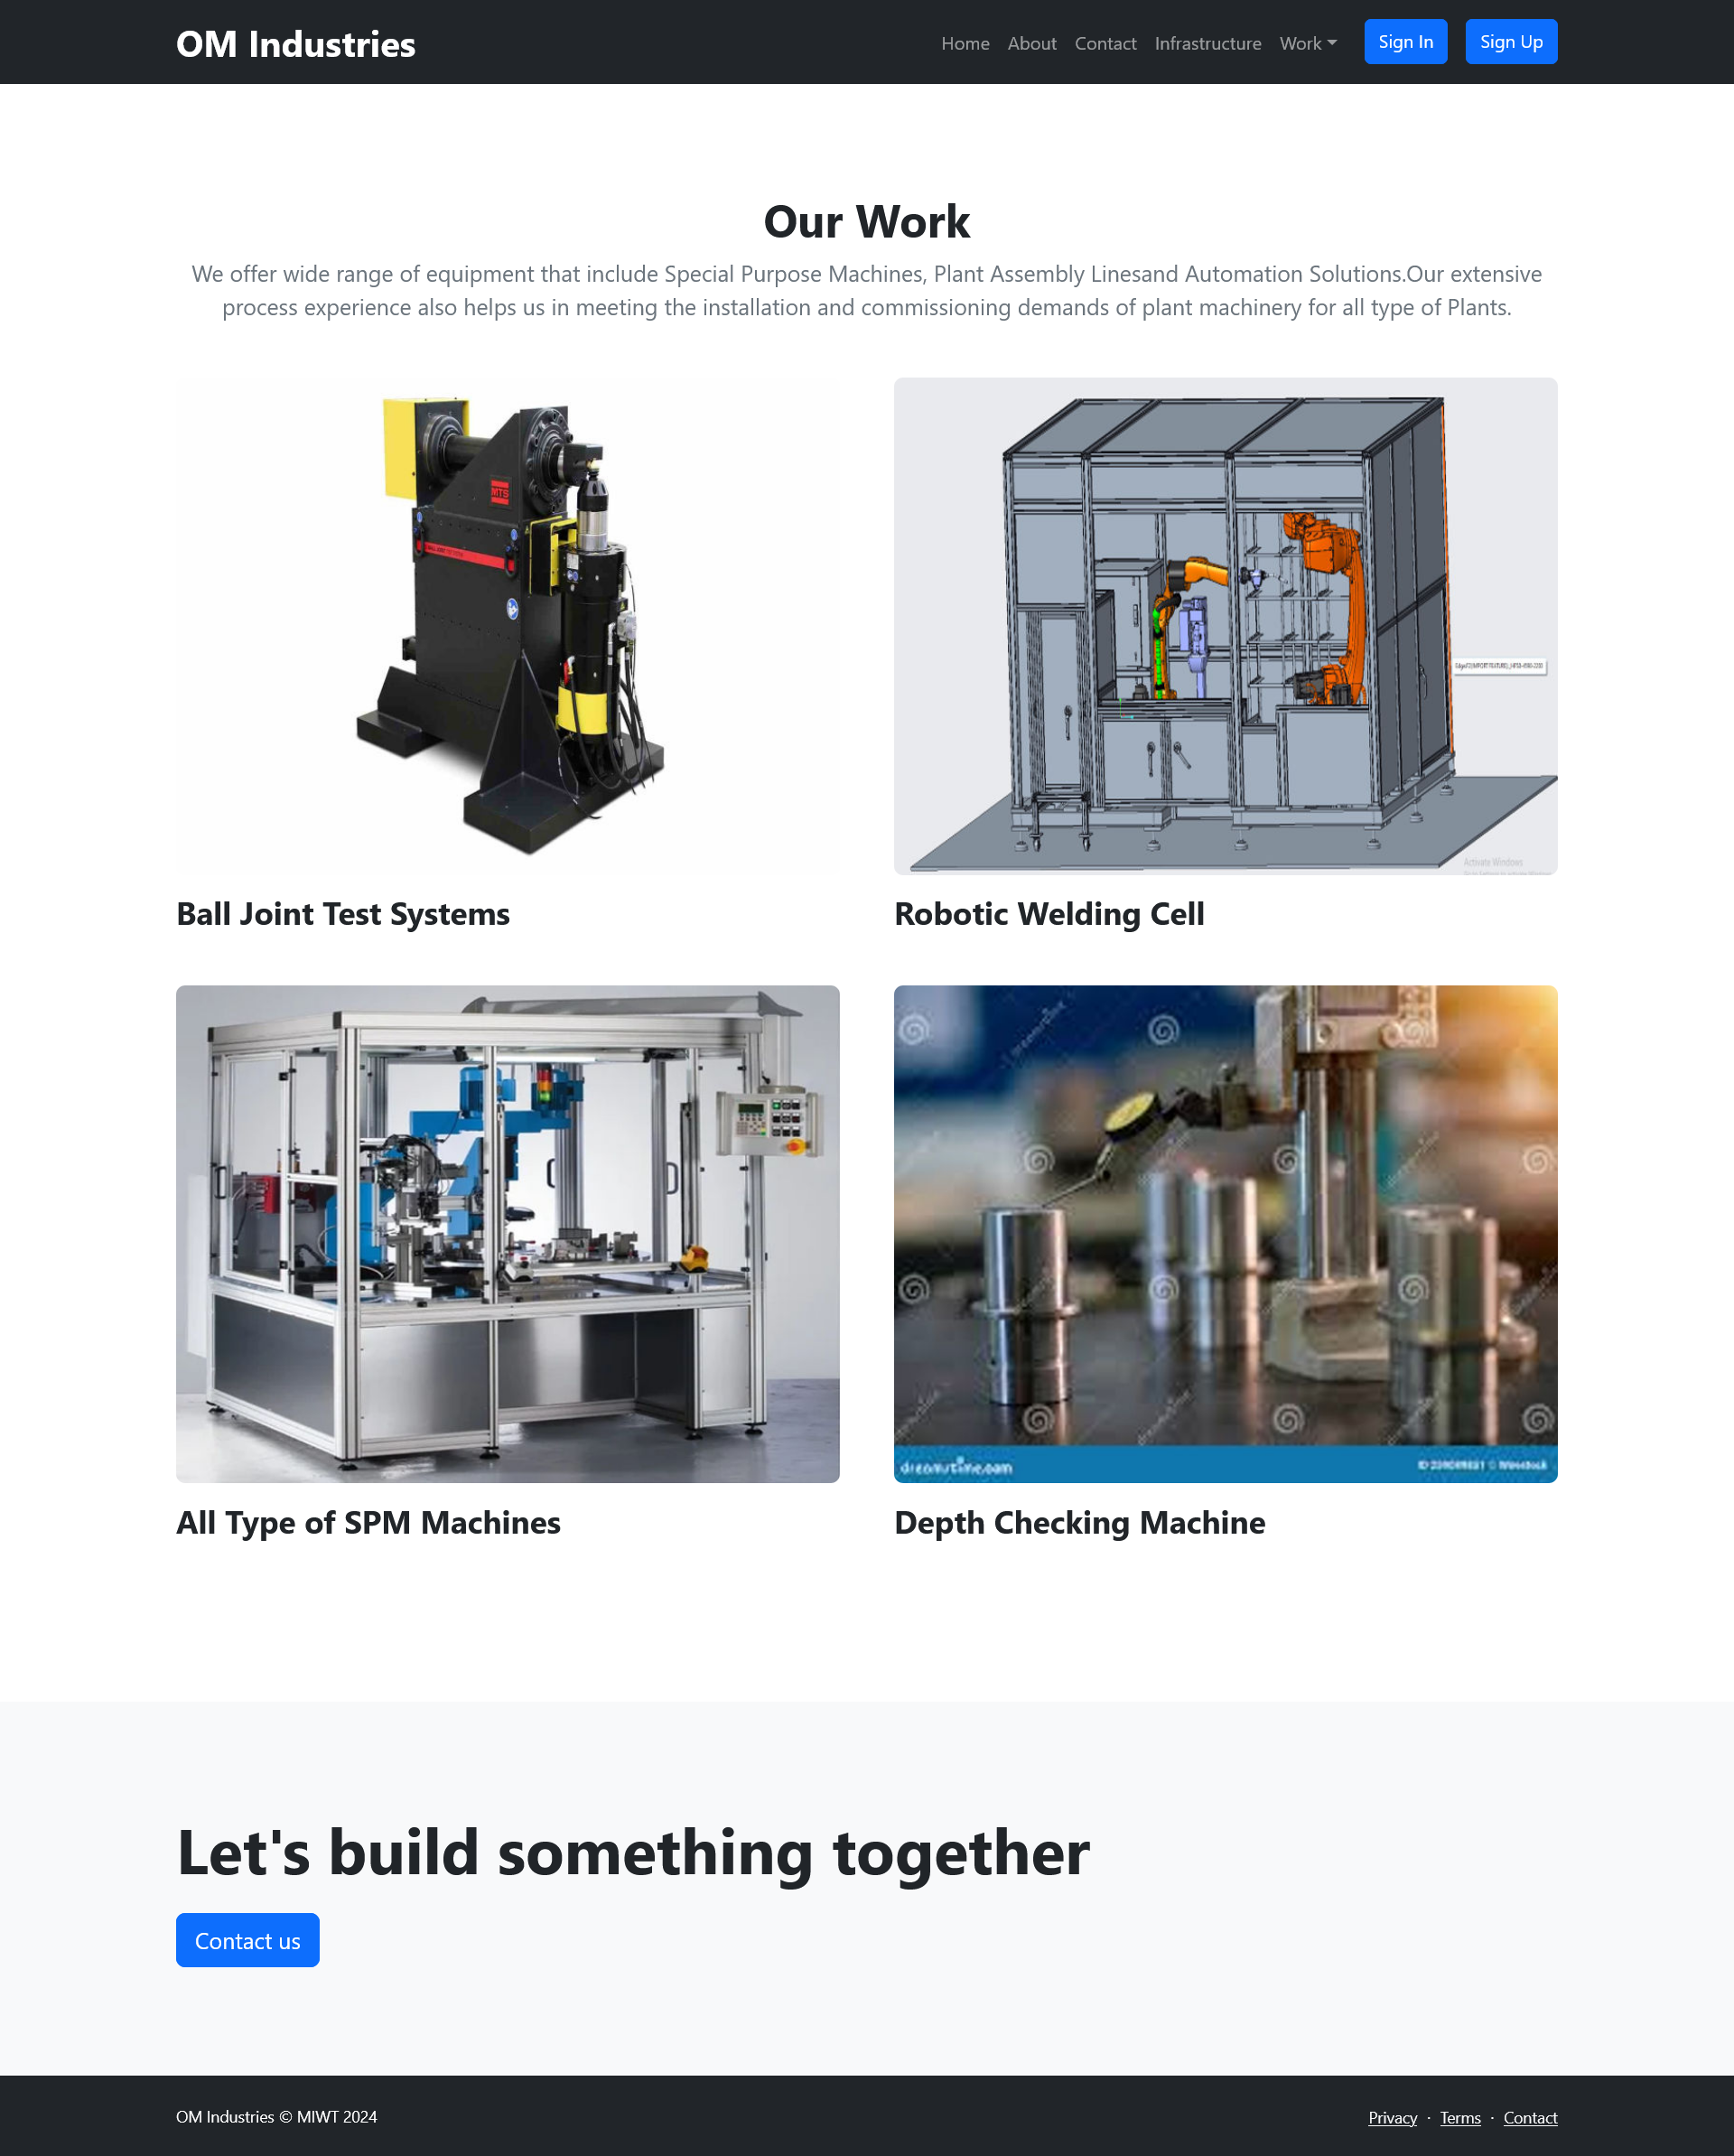 OM Industries
Home About Contact Infrastructure Work Sign In Sign Up
Our Work
We offer wide range of equipment that include Special Purpose Machines, Plant Assembly Linesand Automation Solutions.Our extensive
process experience also helps us in meeting the installation and commissioning demands of plant machinery for all type of Plants.
MTS
Activate Windows
Ball Joint Test Systems
Robotic Welding Cell
dreamstime.com
All Type of SPM Machines
Depth Checking Machine
Let's build something together
Contact us
OM Industries © MIWT 2024
Privacy · Terms · Contact